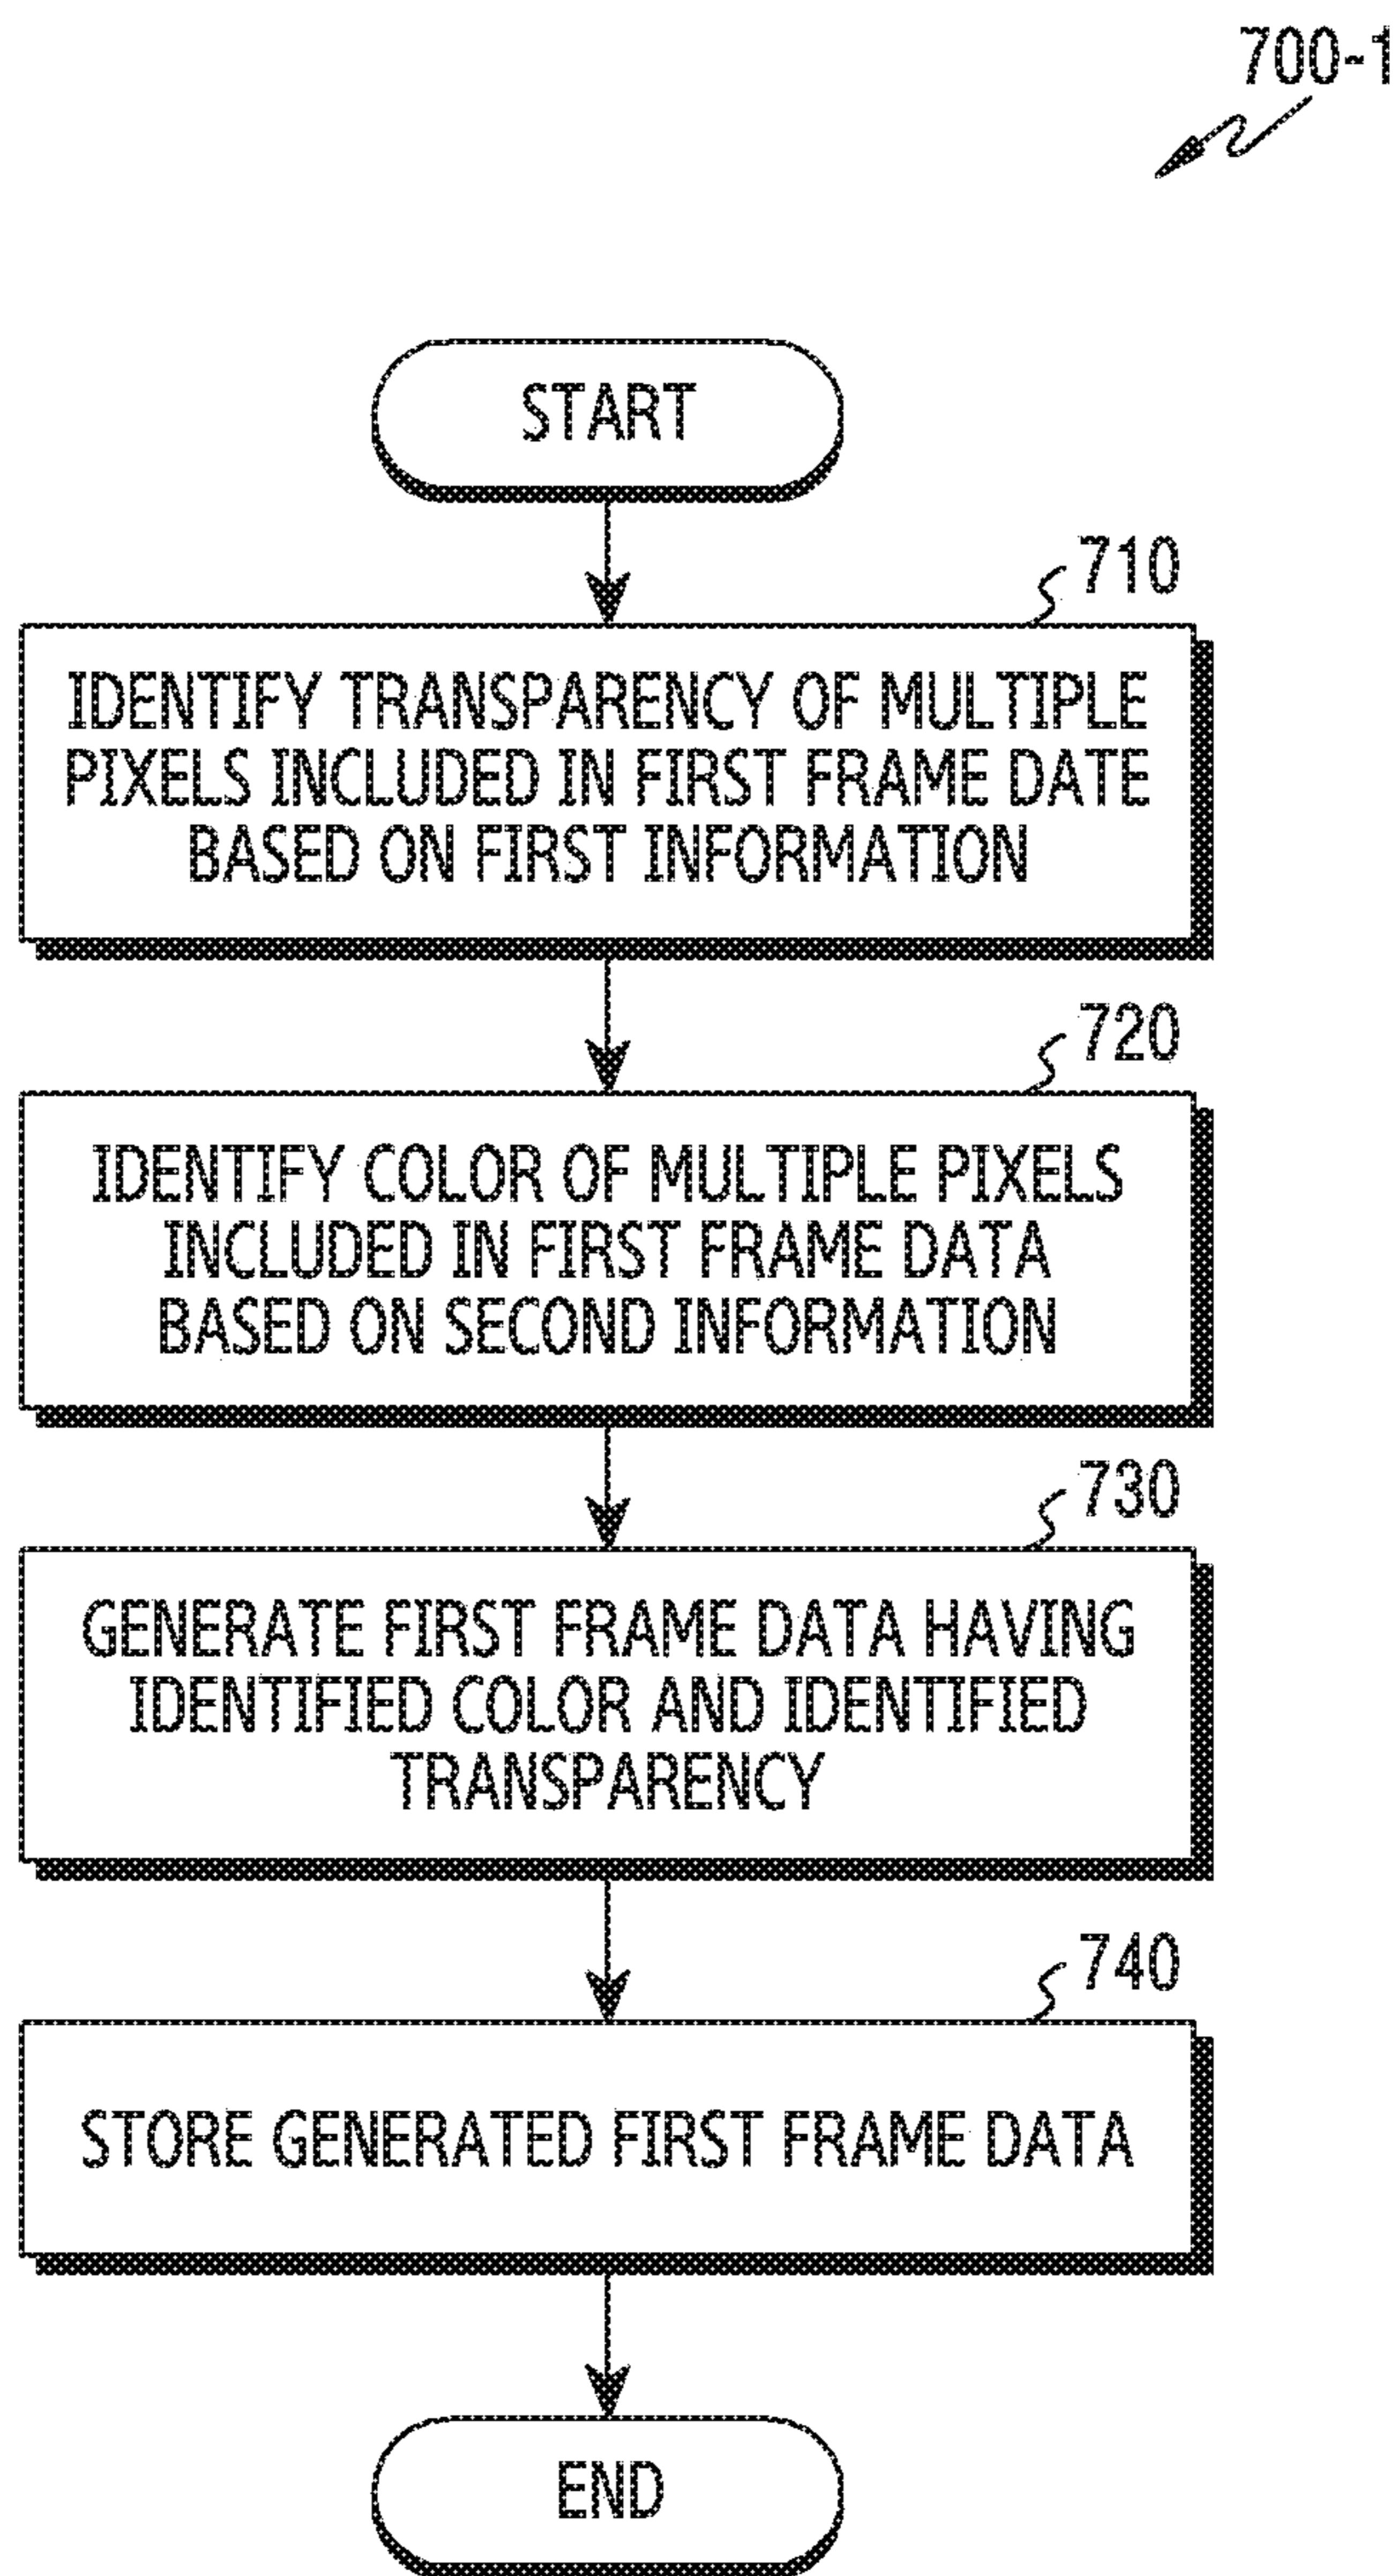 700-1
START
710
IDENTIFY TRANSPARENCY OF MULTIPLE
PIXELS INCLUDED IN FIRST FRAME DATE
BASED ON FIRST INFORMATION
720
IDENTIFY COLOR OF MULTIPLE PIXELS
INCLUDED IN FIRST FRAME DATA
BASED ON SECOND INFORMATION
730
GENERATE FIRST FRAME DATA HAVING
IDENTIFIED COLOR AND IDENTIFIED
TRANSPARENCY
740
STORE GENERATED FIRST FRAME DATA
END